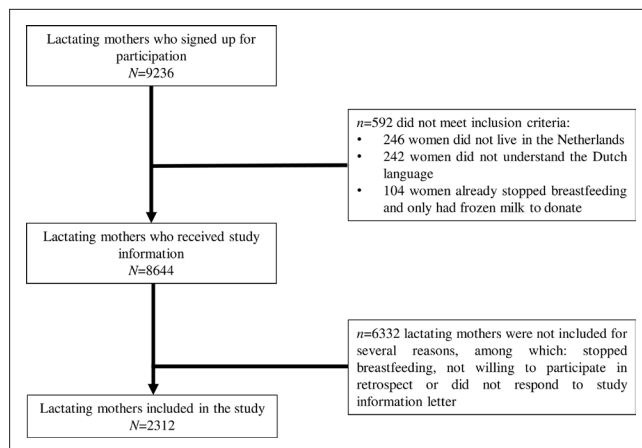 Lactating mothers who signed up for
participation
N=9236
n=592 did not meet inclusion criteria:
• 246 women did not live in the Netherlands
• 242 women did not understand the Dutch
language
• 104 women already stopped breastfeeding
and only had frozen milk to donate
Lactating mothers who received study
information
N=8644
n=6332 lactating mothers were not included for
several reasons, among which: stopped
breastfeeding, not willing to participate in
retrospect or did not respond to study
information letter
Lactating mothers included in the study
N=2312